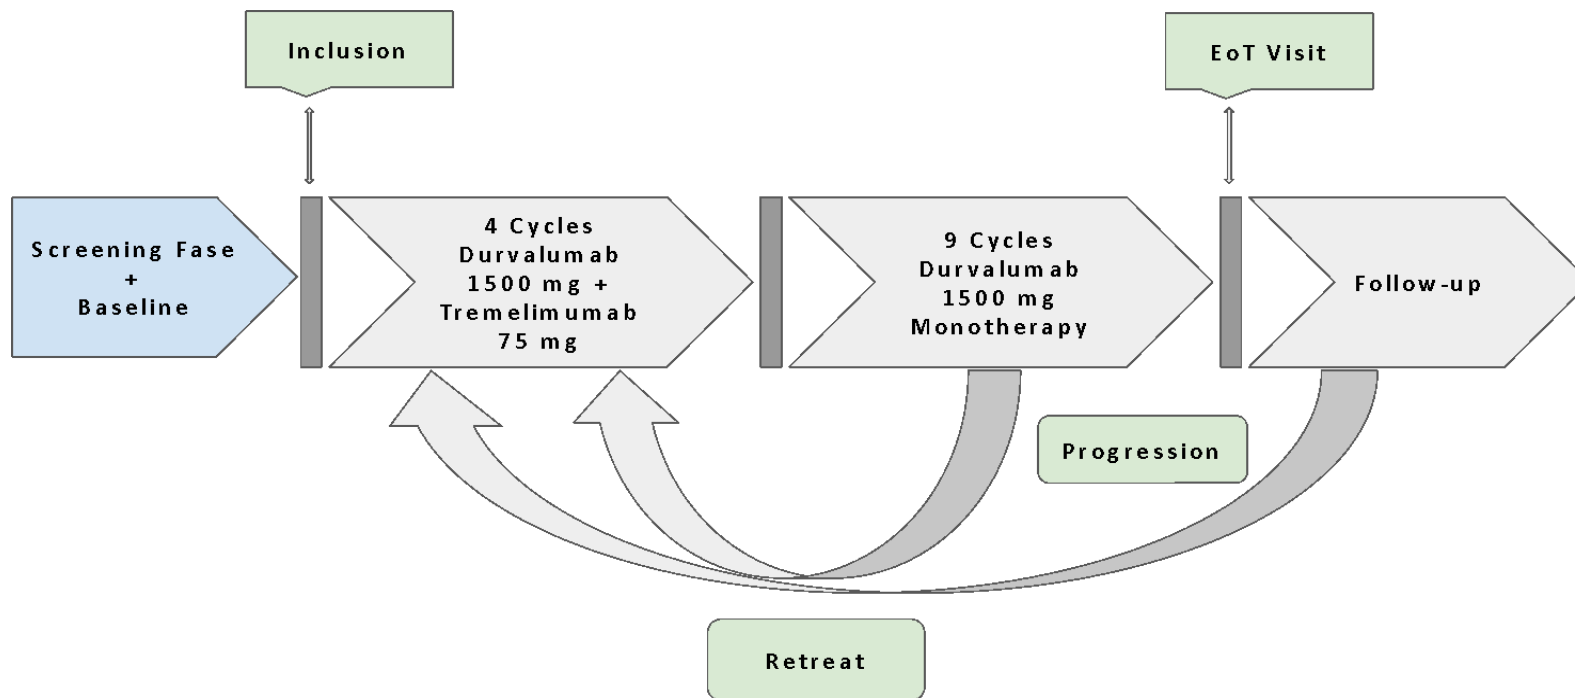 Inclusion
EoT Visit
Screening Fase
+
Baseline
4 Cycles
Durvalumab
1500 mg +
Tremelimumab
75 mg
9 Cycles
Durvalumab
1500 mg
Monotherapy
Follow-up
Progression
Retreat